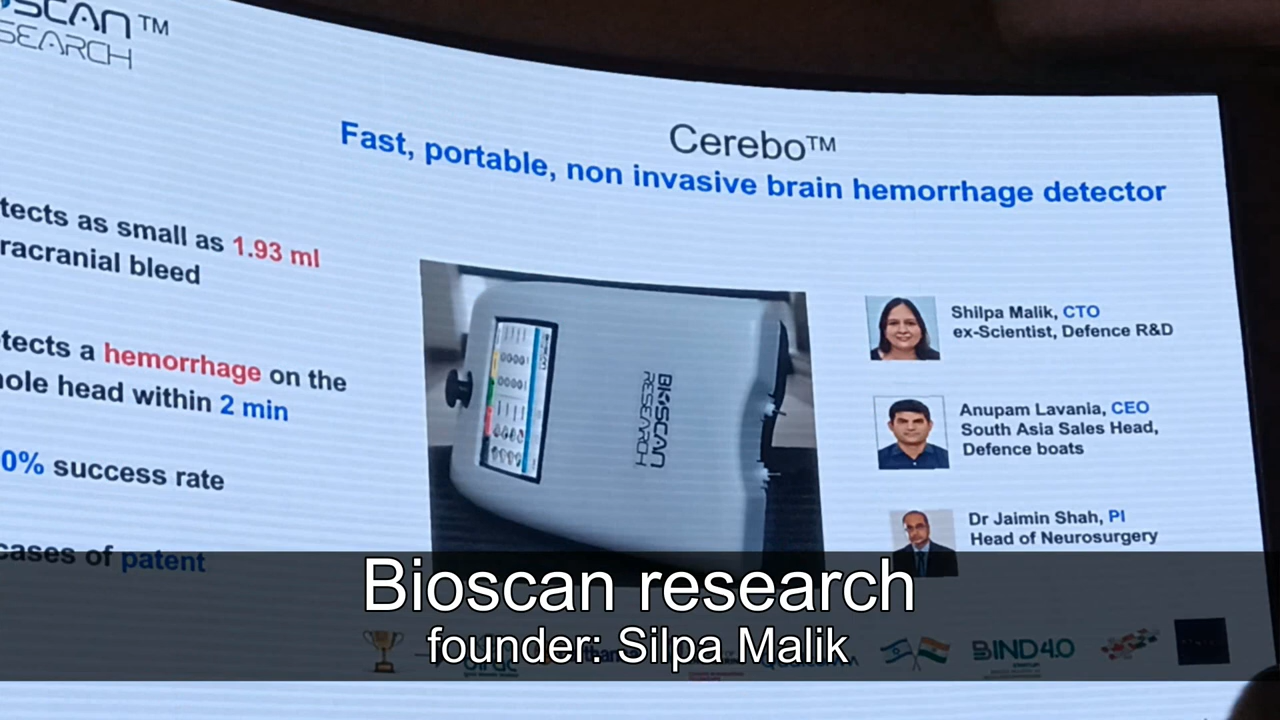 SCAN™
SEARCH
Cerebo™
Fast, portable, non invasive brain hemorrhage detector
tects as small as 1.93 ml
racranial bleed
tects a hemorrhage on the
ole head within 2 min
0% success rate
cases of patent
BIOSCAN
RESEARCH
Shilpa Malik, CTO
ex-Scientist, Defence R&D
Anupam Lavania, CEO
South Asia Sales Head,
Defence boats
Dr Jaimin Shah, PI
Head of Neurosurgery
Bioscan research
founder: Silpa Malik
BIND 4.0